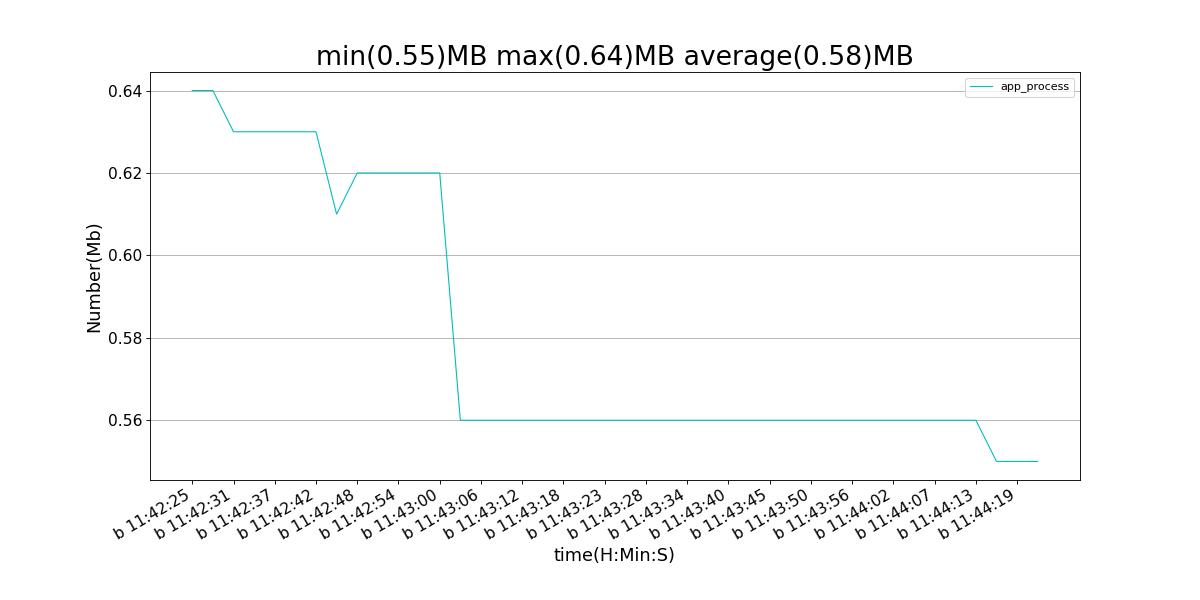 min(0.55)MB max(0.64)MB average(0.58)MB
app_process
0.64
0.62
0.60
0.58
0.56
Number(Mb)
b 11:42:25
b 11:42:31
b 11:42:37
b 11:42:42
b 11:42:48
b 11:42:54
b 11:43:00
b 11:43:06
b 11:43:12
b 11:43:18
b 11:43:23
b 11:43:28
b 11:43:34
b 11:43:40
b 11:43:45
b 11:43:50
b 11:43:56
b 11:44:02
b 11:44:07
b 11:44:13
b 11:44:19
time(H:Min:S)